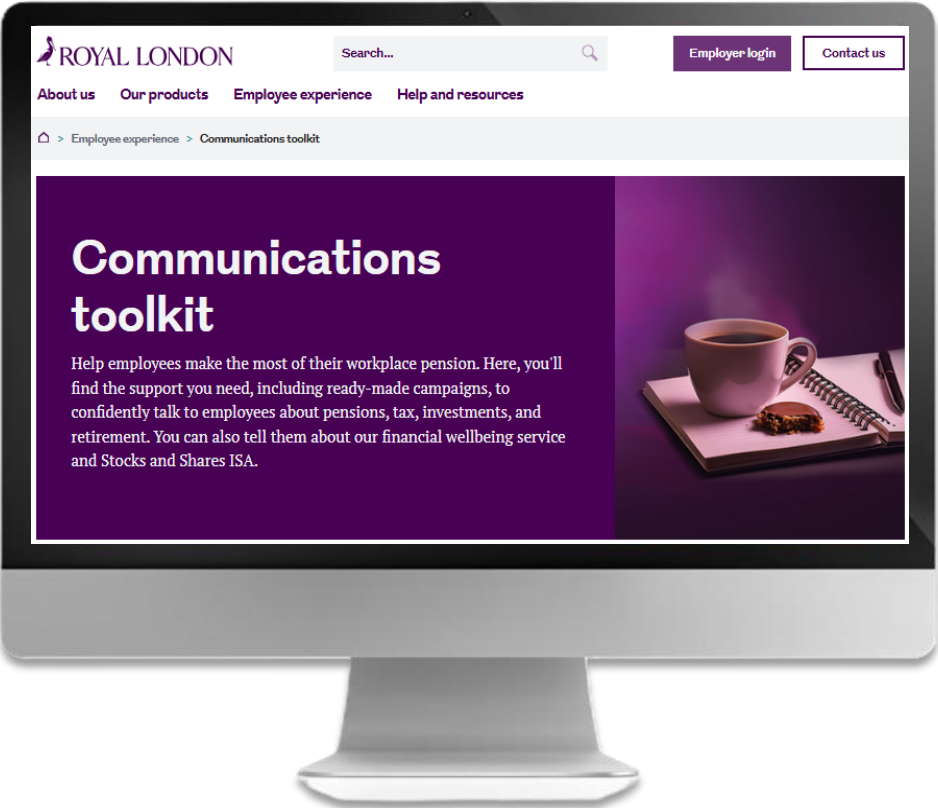 ROYAL LONDON
Search...
Employer login
Contact us
About us
Our products
Employee experience
Help and resources
> Employee experience > Communications toolkit
Communications
toolkit
Help employees make the most of their workplace pension. Here, you'll
find the support you need, including ready-made campaigns, to
confidently talk to employees about pensions, tax, investments, and
retirement. You can also tell them about our financial wellbeing service
and Stocks and Shares ISA.